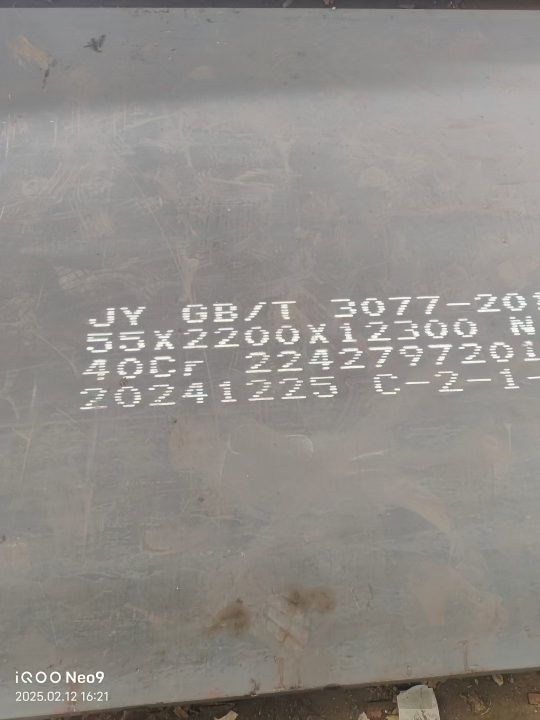 JY GB/T 3077-201
55X2200X12300 N
40Cr 2242797201
20241225 C-2-1-
iQOO Neo9
2025.02.12 16:21